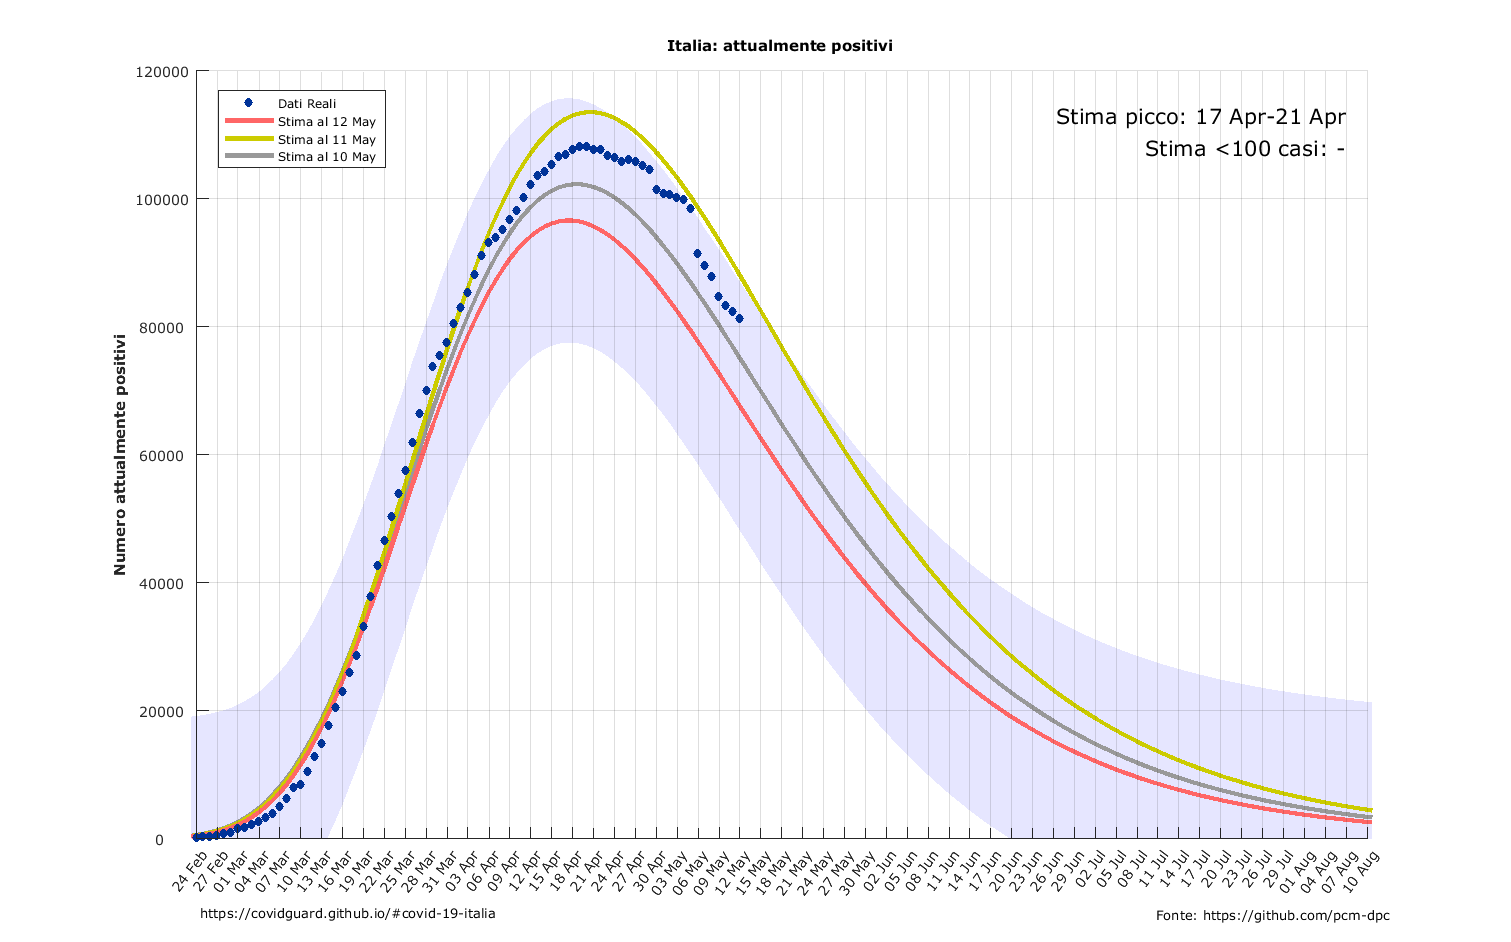 Italia: attualmente positivi
120000
100000
80000
60000
40000
20000
0
Numero attualmente positivi
Dati Reali
Stima al 12 May
Stima al 11 May
Stima al 10 May
Stima picco: 17 Apr-21 Apr
Stima <100 casi: -
24 Feb
27 Feb
01 Mar
04 Mar
07 Mar
10 Mar
13 Mar
16 Mar
19 Mar
22 Mar
25 Mar
28 Mar
31 Mar
03 Apr
06 Apr
09 Apr
12 Apr
15 Apr
18 Apr
21 Apr
24 Apr
27 Apr
30 Apr
03 May
06 May
09 May
12 May
15 May
18 May
21 May
24 May
27 May
30 May
02 Jun
05 Jun
08 Jun
11 Jun
14 Jun
17 Jun
20 Jun
23 Jun
26 Jun
29 Jun
02 Jul
05 Jul
08 Jul
11 Jul
14 Jul
17 Jul
20 Jul
23 Jul
26 Jul
29 Jul
01 Aug
04 Aug
07 Aug
10 Aug
https://covidguard.github.io/#covid-19-italia
Fonte: https://github.com/pcm-dpc